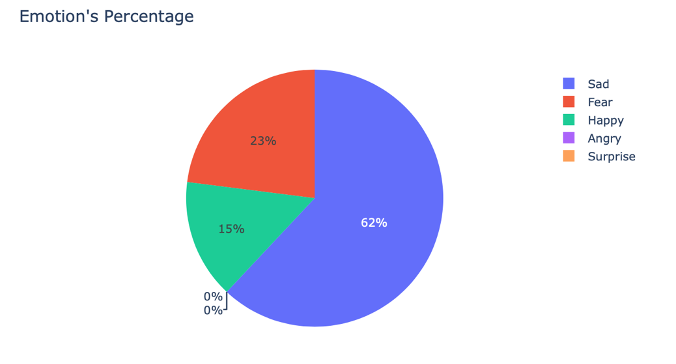 Emotion's Percentage
Sad
Fear
Happy
Angry
Surprise
23%
62%
15%
0%
0%